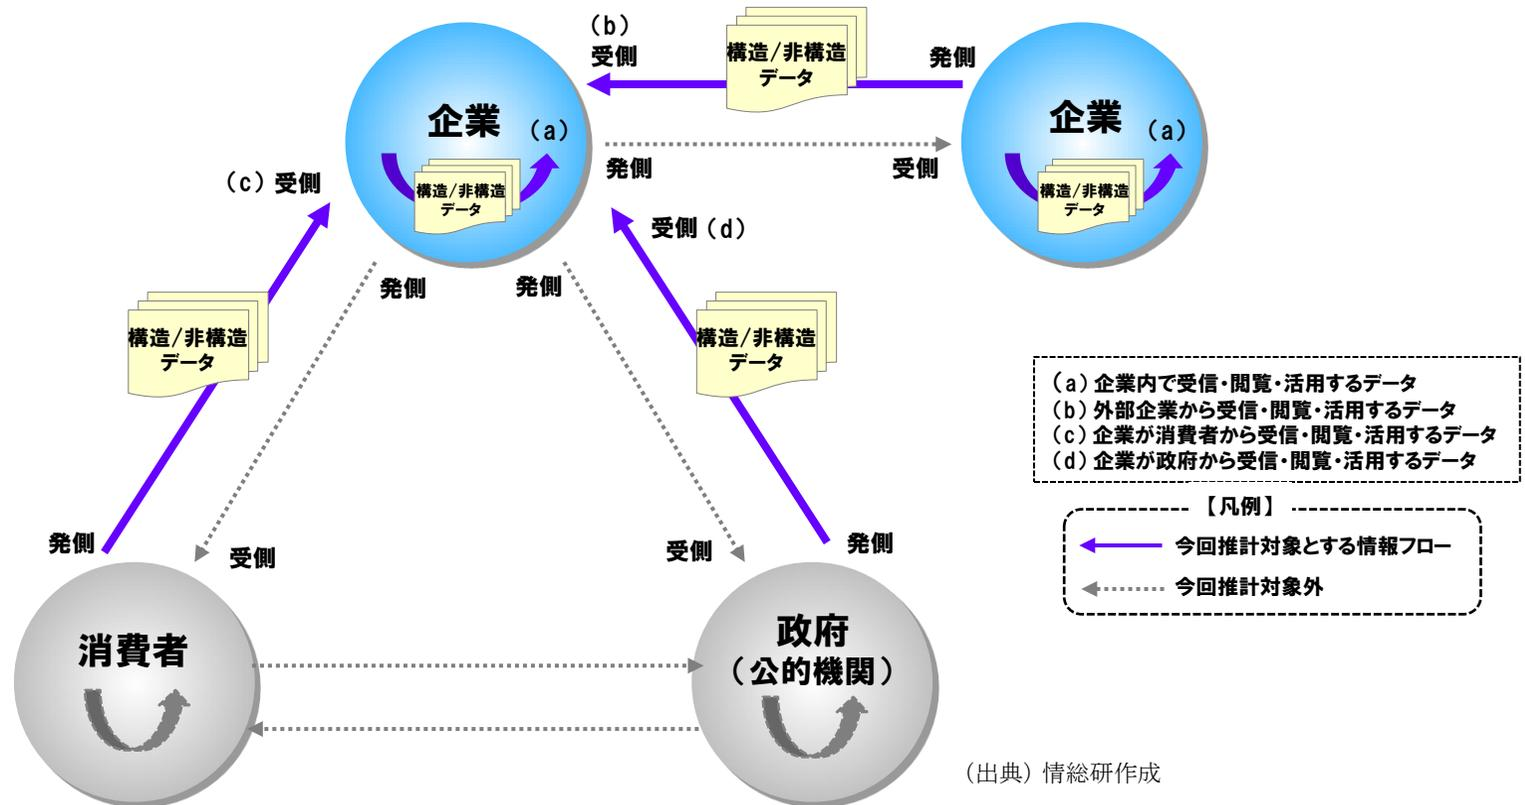 (b)
受側
構造/非構造
データ
発側
企業
(a)
構造/非構造
データ
企業
(a)
構造/非構造
データ
発側
受側
(c) 受側
受側 (d)
発側
発側
構造/非構造
データ
構造/非構造
データ
(a) 企業内で受信・閲覧・活用するデータ
(b) 外部企業から受信・閲覧・活用するデータ
(c) 企業が消費者から受信・閲覧・活用するデータ
(d) 企業が政府から受信・閲覧・活用するデータ
【凡例】
今回推計対象とする情報フロー
今回推計対象外
発側
受側
受側
発側
消費者
政府
(公的機関)
(出典) 情総研作成